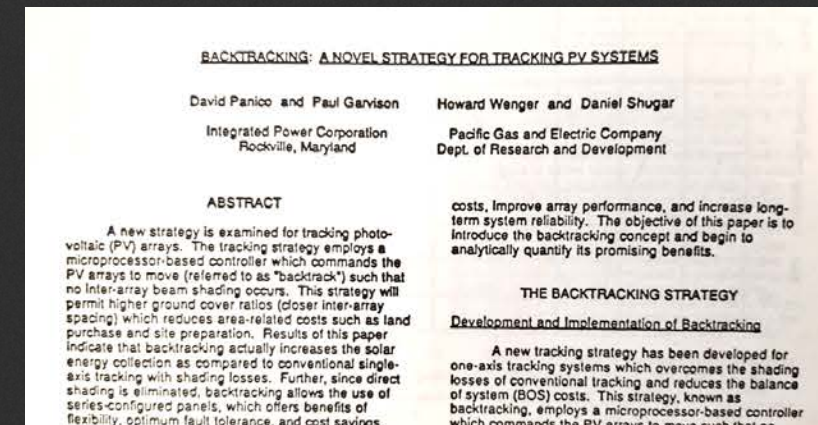 BACKTRACKING: A NOVEL STRATEGY FOR TRACKING PV SYSTEMS
David Panico and Paul Garvison
Integrated Power Corporation
Rockville, Maryland
Howard Wenger and Daniel Shugar
Pacific Gas and Electric Company
Dept. of Research and Development
ABSTRACT
A new strategy is examined for tracking photo-
voltaic (PV) arrays. The tracking strategy employs a
microprocessor-based controller which commands the
PV arrays to move (referred to as "backtrack") such that
no inter-array beam shading occurs. This strategy will
permit higher ground cover ratios (closer inter-array
spacing) which reduces area-related costs such as land
purchase and site preparation. Results of this paper
indicate that backtracking actually increases the solar
energy collection as compared to conventional single-
axis tracking with shading losses. Further, since direct
shading is eliminated, backtracking allows the use of
series-configured panels, which offers benefits of
flexibility, optimum fault tolerance, and cost savings
costs, improve array performance, and increase long-
term system reliability. The objective of this paper is to
introduce the backtracking concept and begin to
analytically quantify its promising benefits.
THE BACKTRACKING STRATEGY
Development and Implementation of Backtracking
A new tracking strategy has been developed for
one-axis tracking systems which overcomes the shading
losses of conventional tracking and reduces the balance
of system (BOS) costs. This strategy, known as
backtracking, employs a microprocessor-based controller
which commands the PV arrays to move such that no